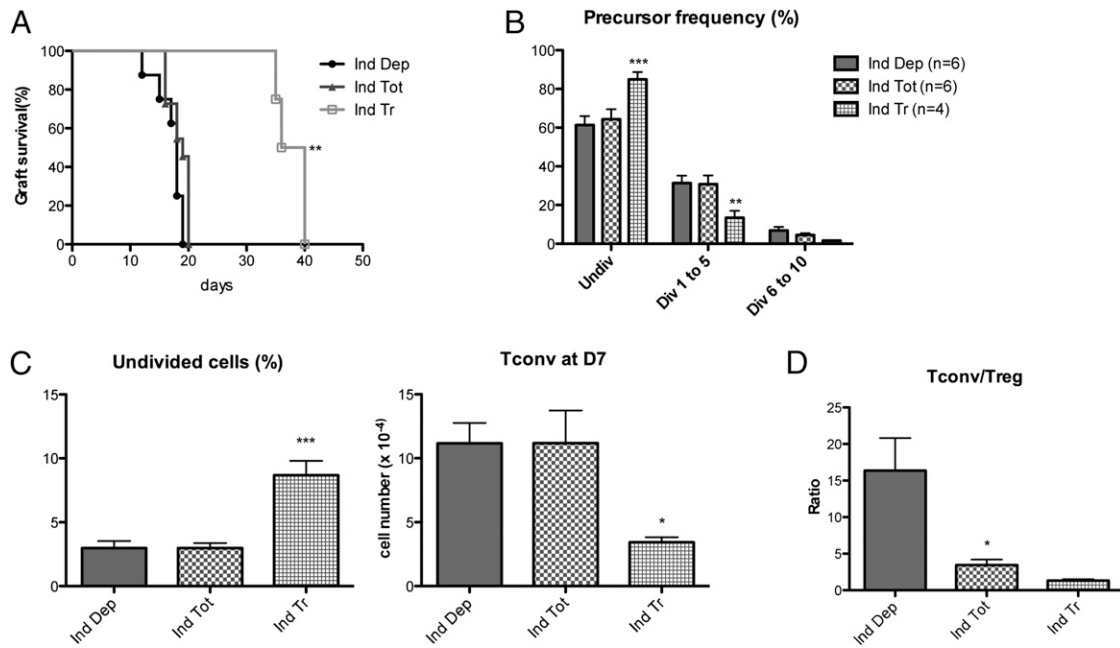 A
Graft survival(%)
100
80
60
40
20
0
0 10 20 30 40 50
days
Ind Dep
Ind Tot
Ind Tr
**
B
Precursor frequency (%)
100
80
60
40
20
0
***
**
Undiv
Div 1 to 5
Div 6 to 10
Ind Dep (n=6)
Ind Tot (n=6)
Ind Tr (n=4)
C
Undivided cells (%)
15
10
5
0
***
Ind Dep
Ind Tot
Ind Tr
Tconv at D7
cell number (x 10-4)
15
10
5
0
*
Ind Dep
Ind Tot
Ind Tr
D
Tconv/Treg
Ratio
25
20
15
10
5
0
*
Ind Dep
Ind Tot
Ind Tr